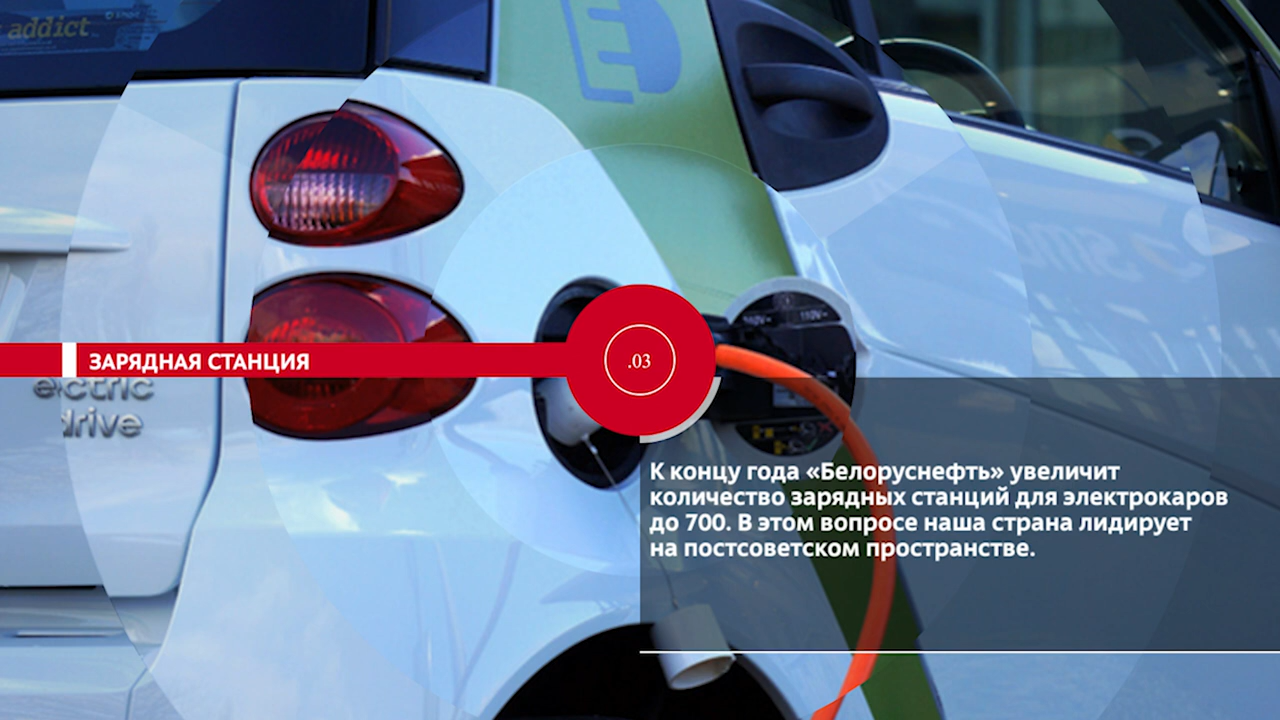 addict
E
ЗАРЯДНАЯ СТАНЦИЯ
.03
electric
drive
К концу года «Белоруснефть» увеличит
количество зарядных станций для электрокаров
до 700. В этом вопросе наша страна лидирует
на постсоветском пространстве.